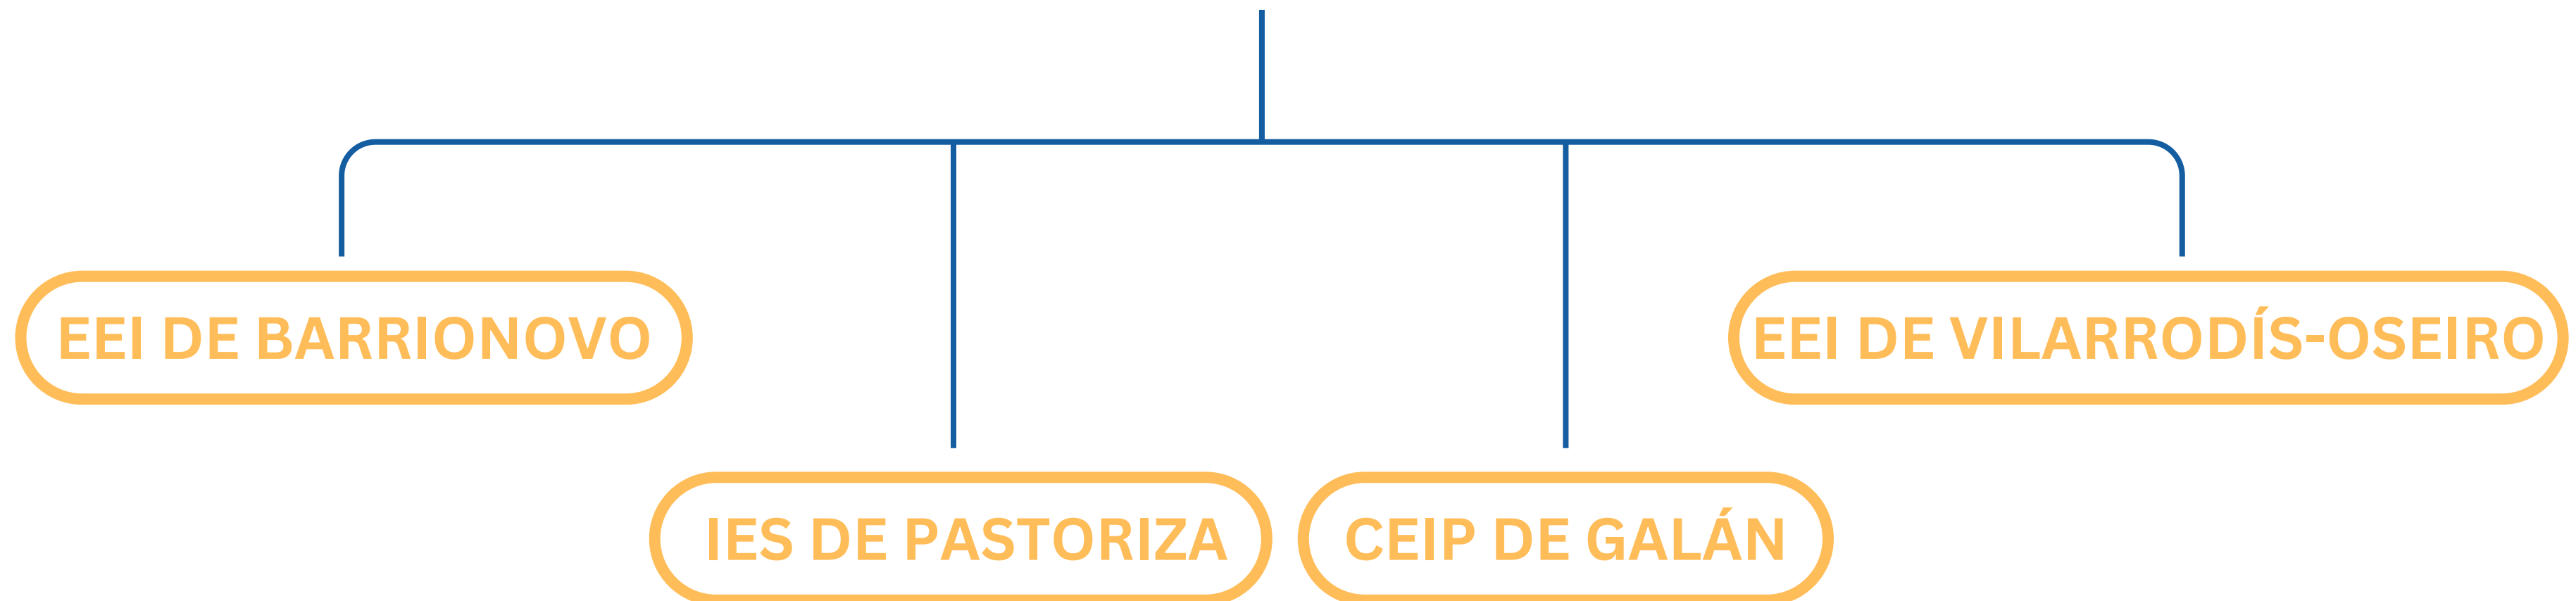 EEI DE BARRIONOVO
EEI DE VILARRODÍS-OSEIRO
IES DE PASTORIZA
CEIP DE GALÁN